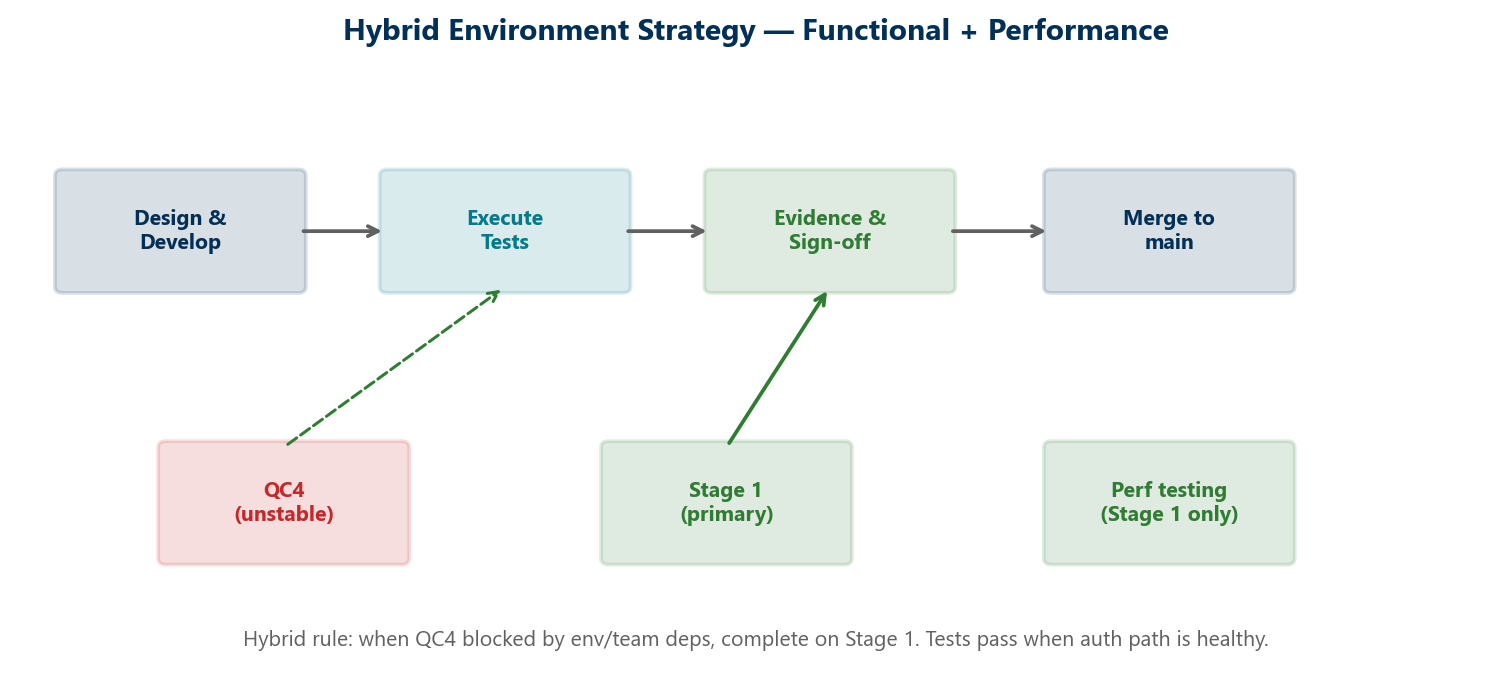 Hybrid Environment Strategy — Functional + Performance
Design &
Develop
Execute
Tests
Evidence &
Sign-off
Merge to
main
QC4
(unstable)
Stage 1
(primary)
Perf testing
(Stage 1 only)
Hybrid rule: when QC4 blocked by env/team deps, complete on Stage 1. Tests pass when auth path is healthy.